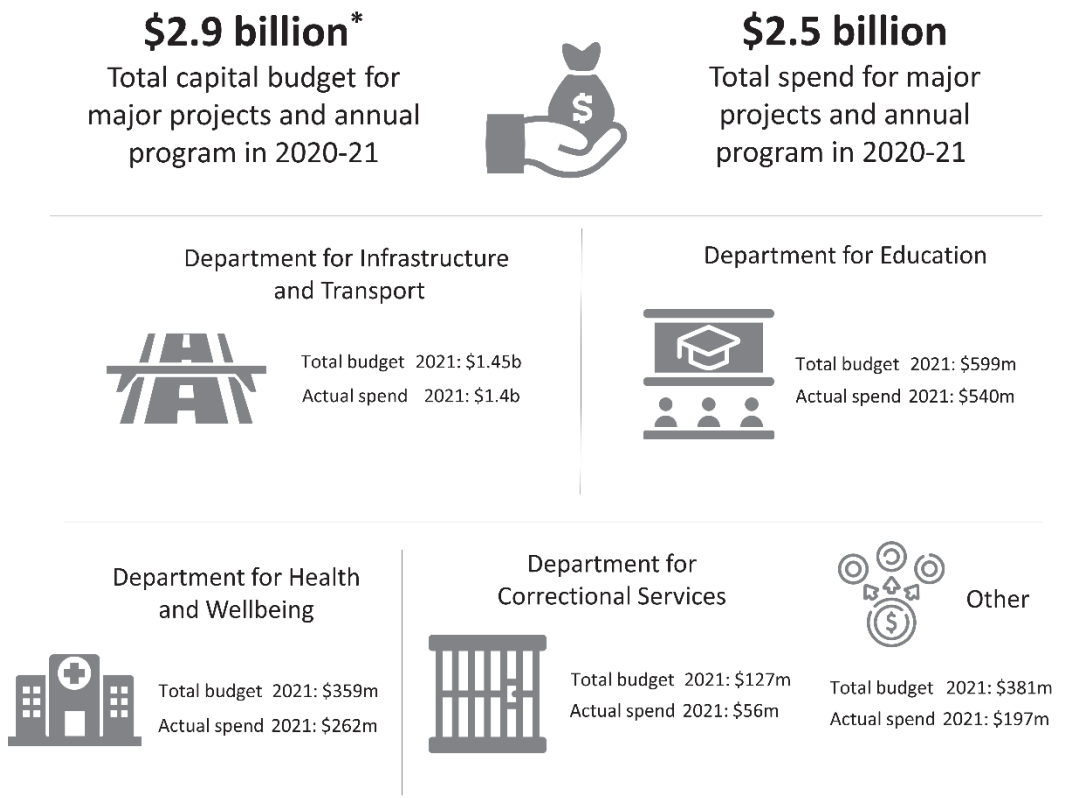 $2.9 billion*
Total capital budget for
major projects and annual
program in 2020-21
$
$2.5 billion
Total spend for major
projects and annual
program in 2020-21
Department for Infrastructure
and Transport
Total budget 2021: $1.45b
Actual spend 2021: $1.4b
Department for Education
Total budget 2021: $599m
Actual spend 2021: $540m
Department for Health
and Wellbeing
Total budget 2021: $359m
Actual spend 2021: $262m
Department for
Correctional Services
Total budget 2021: $127m
Actual spend 2021: $56m
$
Other
Total budget 2021: $381m
Actual spend 2021: $197m